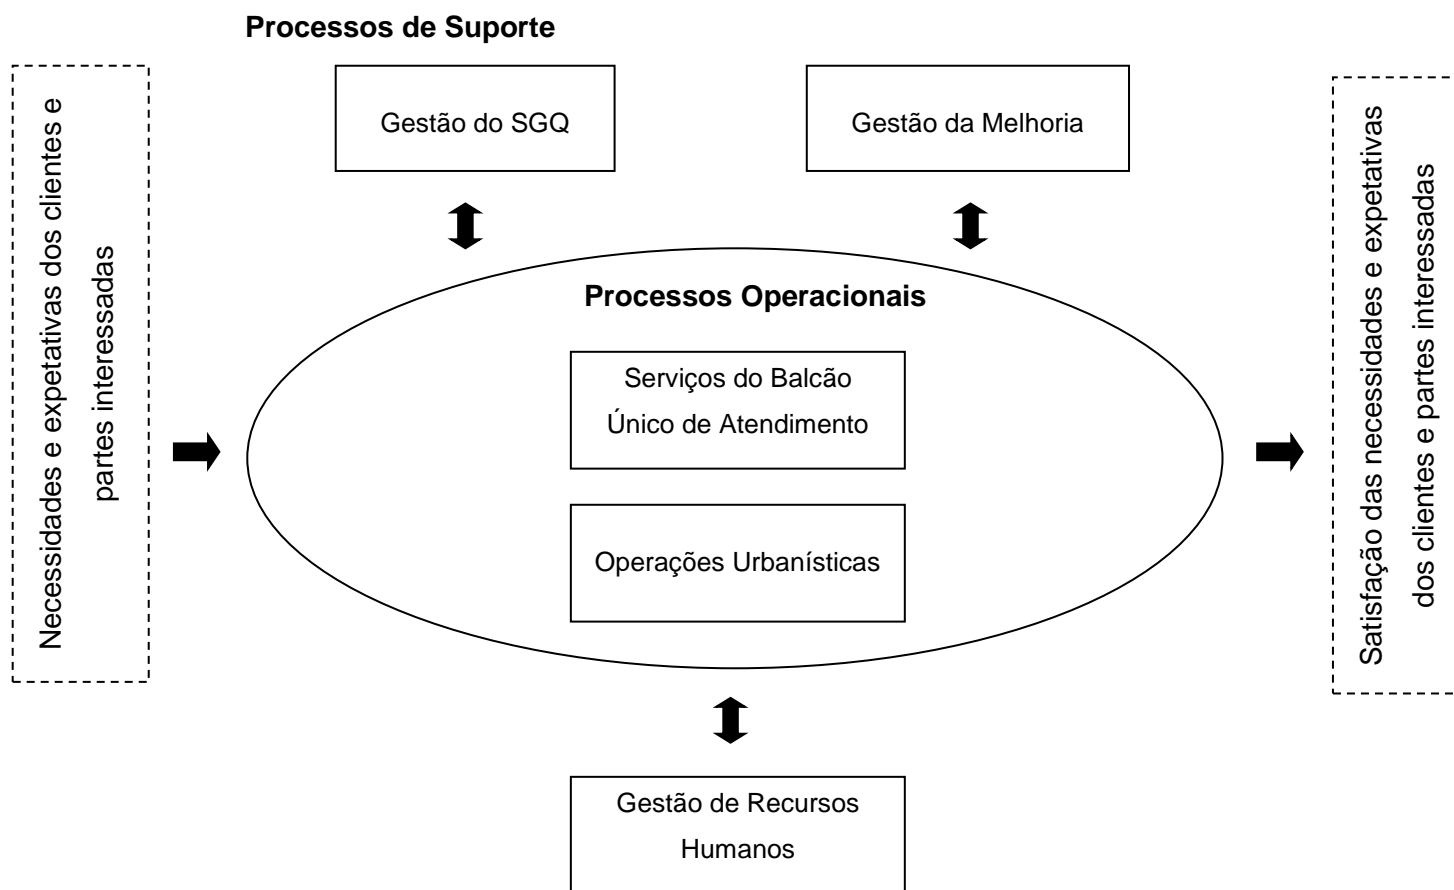 Processos de Suporte
Necessidades e expetativas dos clientes e
partes interessadas
Gestão do SGQ
Gestão da Melhoria
Processos Operacionais
Serviços do Balcão
Único de Atendimento
Operações Urbanísticas
Gestão de Recursos
Humanos
Satisfação das necessidades e expetativas
dos clientes e partes interessadas